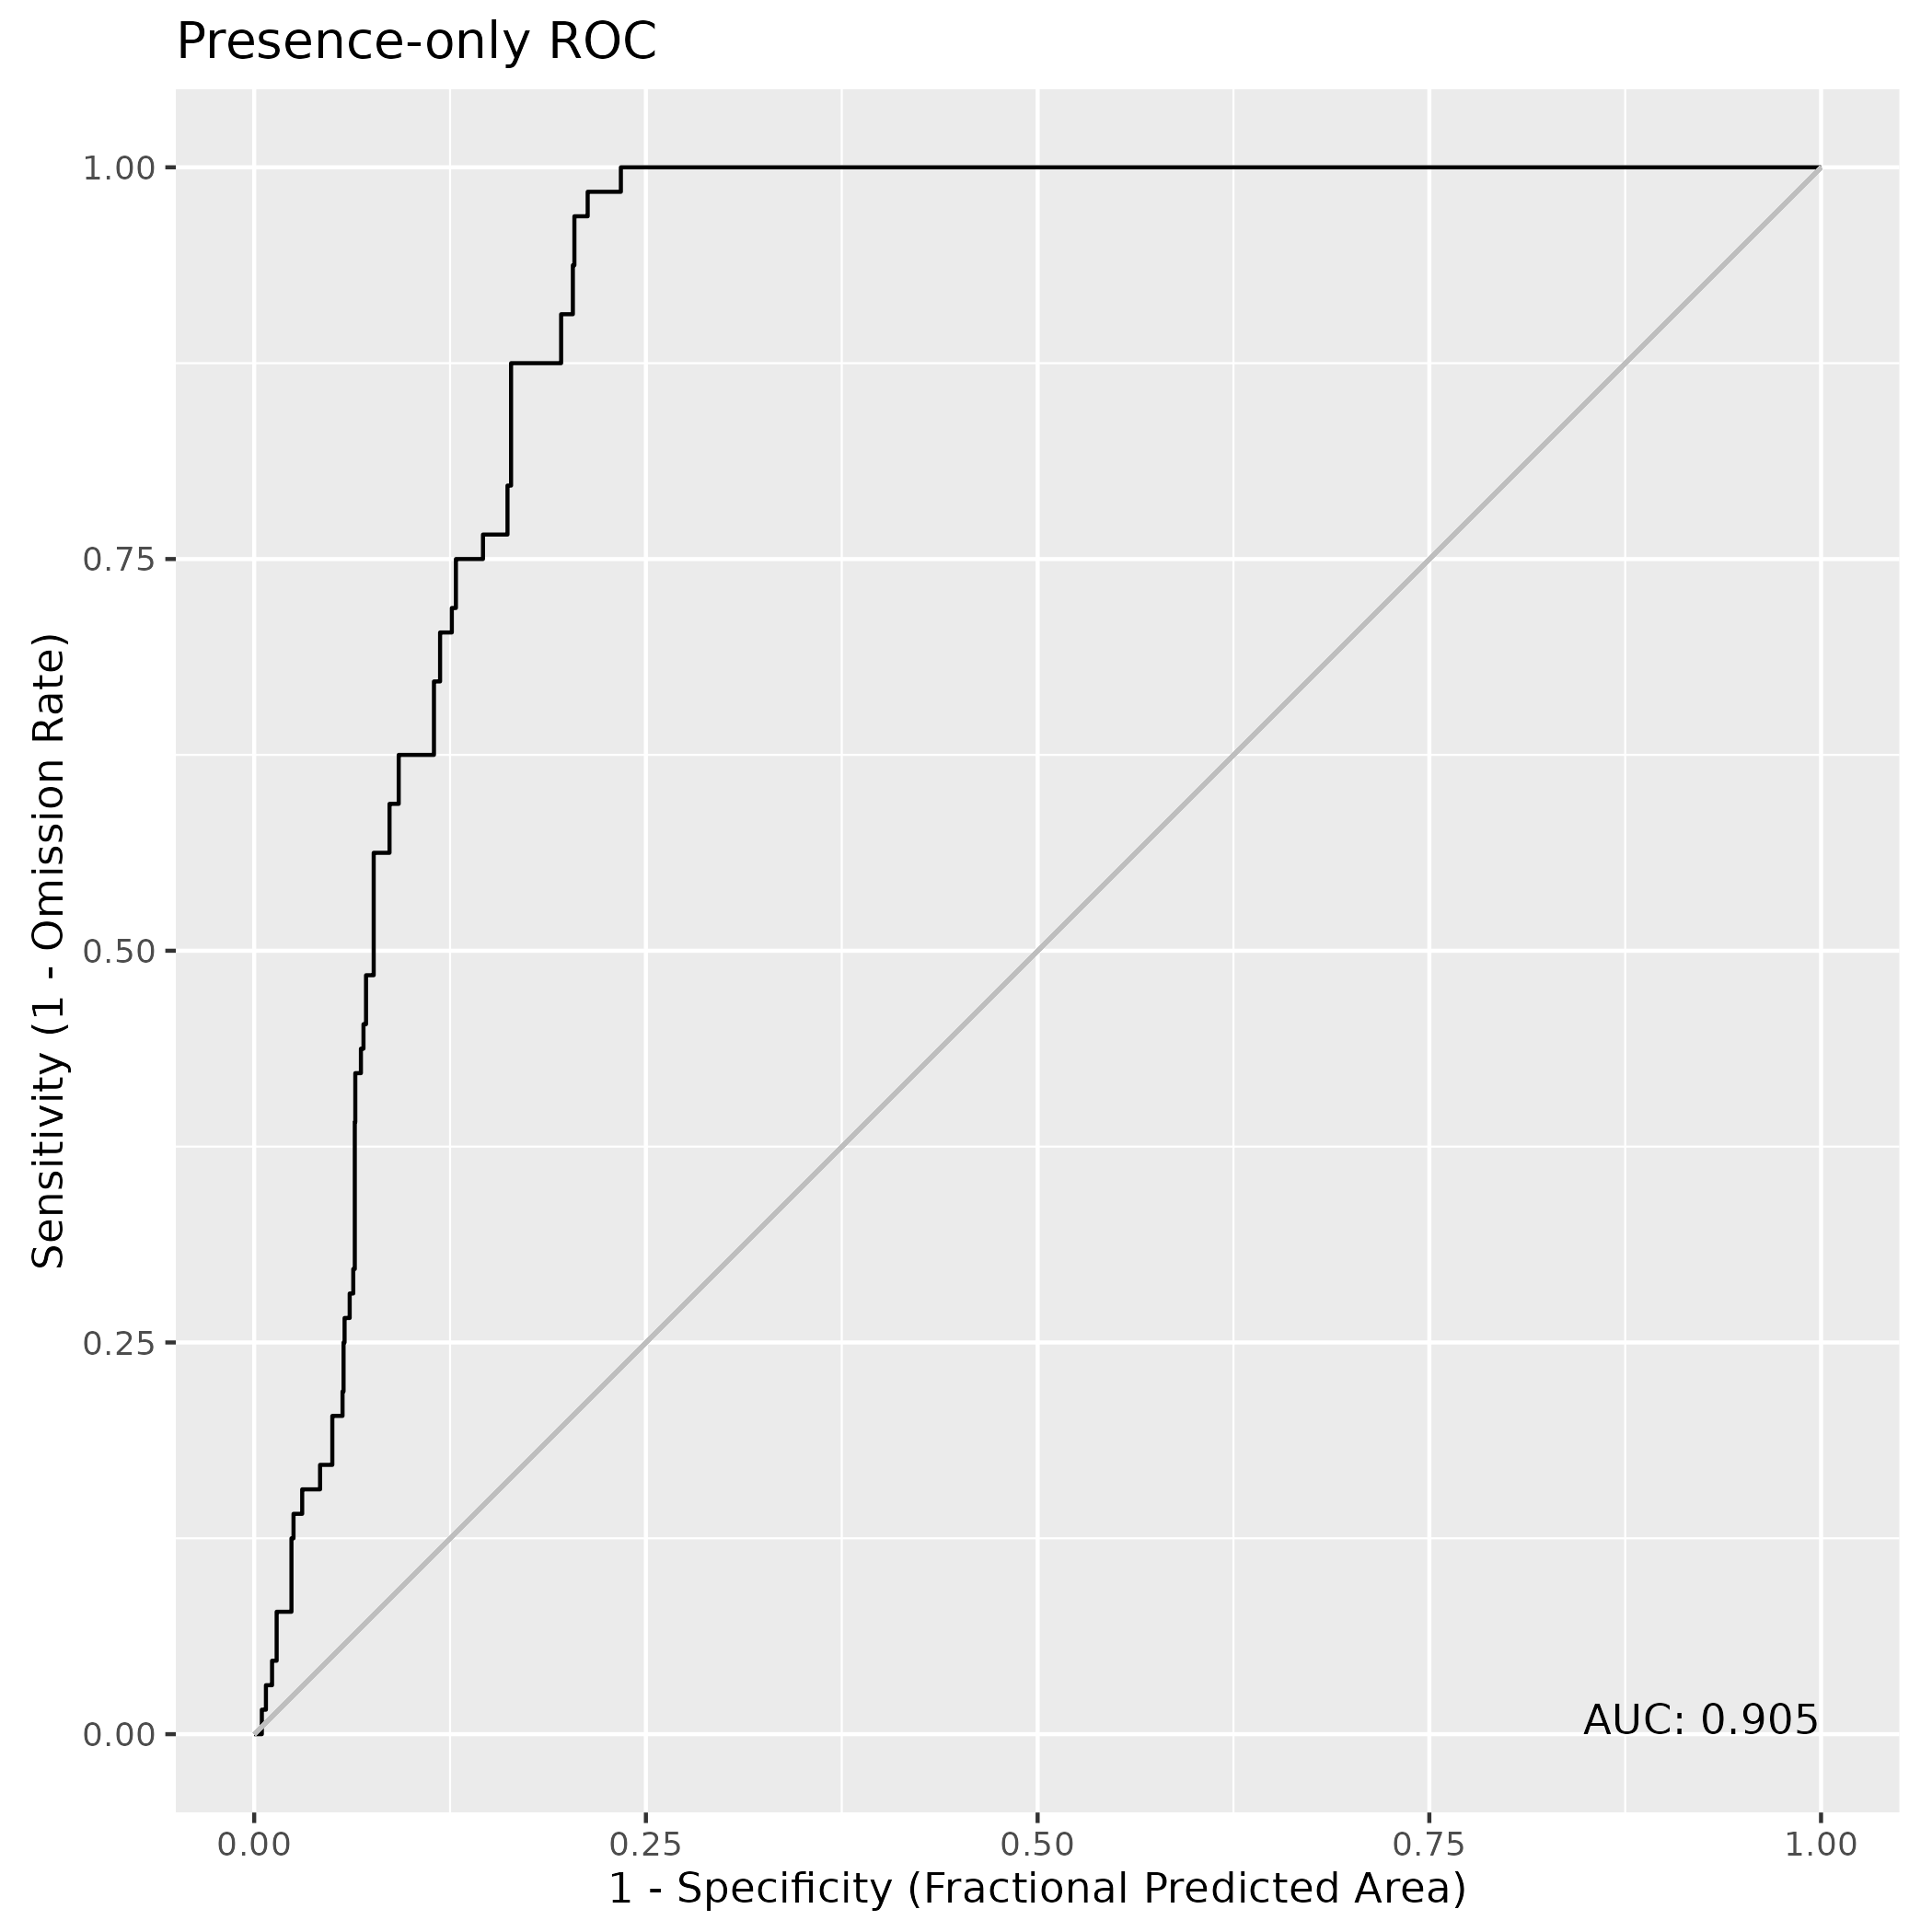 Presence-only ROC
Sensitivity (1 - Omission Rate)
1.00
0.75
0.50
0.25
0.00
AUC: 0.905
0.00 0.25 0.50 0.75 1.00
1 - Specificity (Fractional Predicted Area)